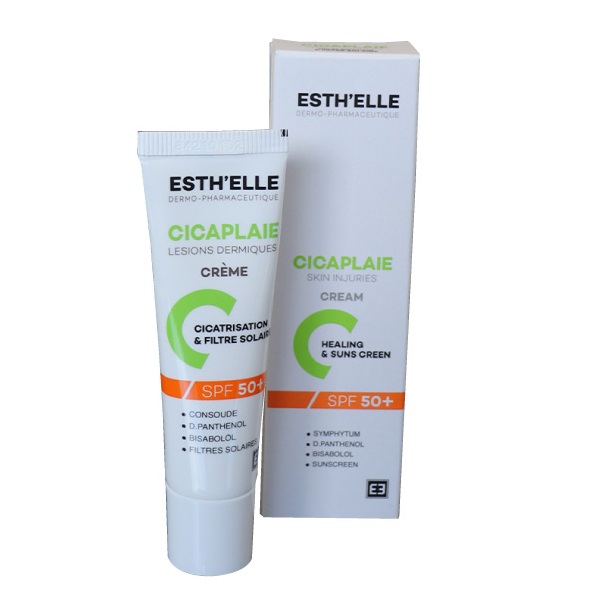 ESTH'ELLE
DERMO-PHARMACEUTIQUE
CICAPLAIE
LESIONS DERMIQUES
CRÈME
CICATRISATION
& FILTRE SOLAIRE
SPF 50+
• CONSOUDE
• D.PANTHENOL
• BISABOLOL
• FILTRES SOLAIRES
ESTH'ELLE
DERMO-PHARMACEUTIQUE
CICAPLAIE
SKIN INJURIES
CREAM
HEALING
& SUNS CREEN
SPF 50+
• SYMPHYTUM
• D.PANTHENOL
• BISABOLOL
• SUNSCREEN